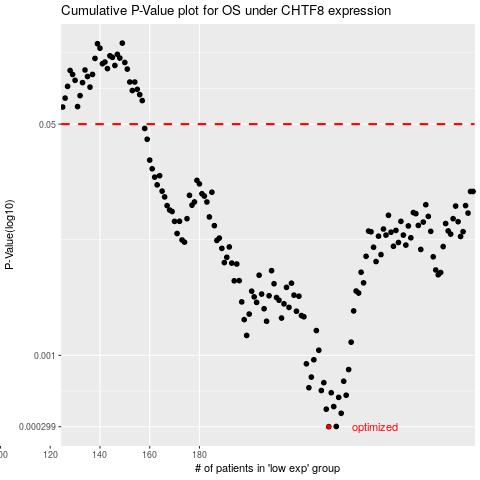 Cumulative P-Value plot for OS under CHTF8 expression
P-Value(log10)
0.05
0.001
0.000299
optimized
00 120 140 160 180
# of patients in 'low exp' group